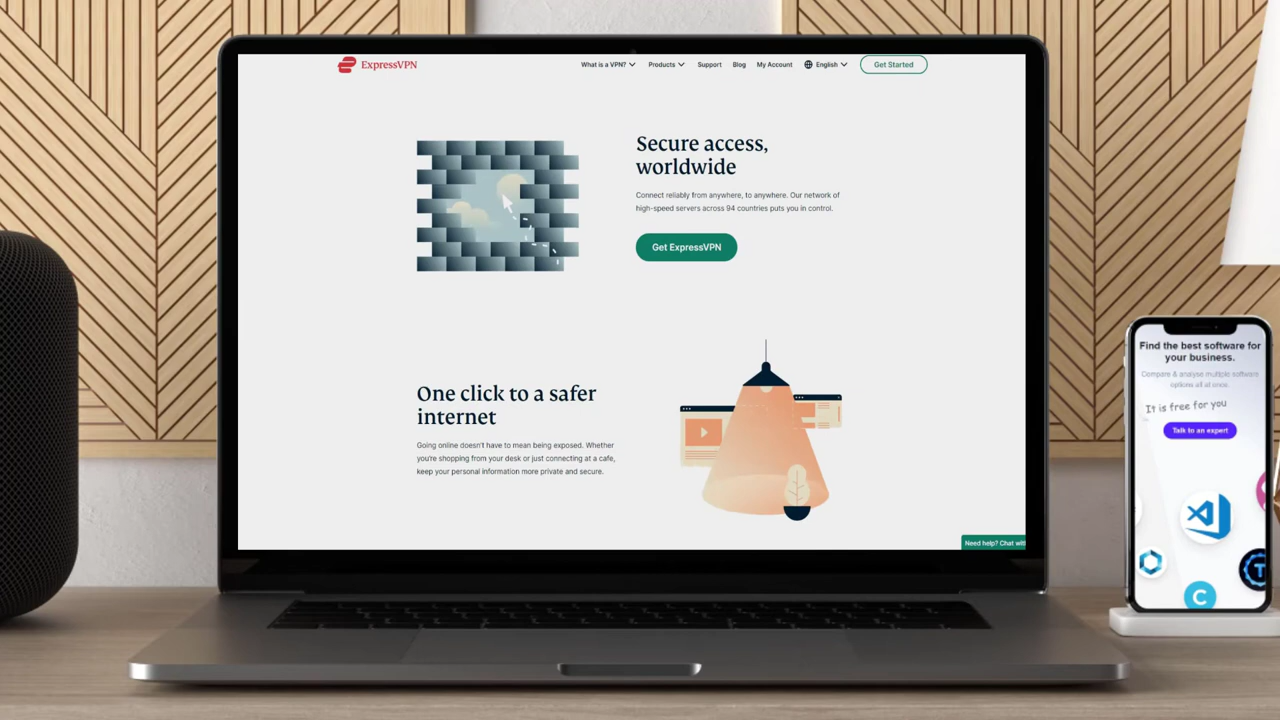 ExpressVPN
What is a VPN?
Products
Support
Blog
My Account
English
Get Started
Secure access,
worldwide
Connect reliably from anywhere, to anywhere. Our network of
high-speed servers across 94 countries puts you in control.
Get ExpressVPN
One click to a safer
internet
Going online doesn't have to mean being exposed. Whether
you're shopping from your desk or just connecting at a cafe,
keep your personal information more private and secure.
Need help? Chat wit
Find the best software for
your business.
Compare & analyse multiple software
options all at once.
It is free for you
Talk to an expert
C
T